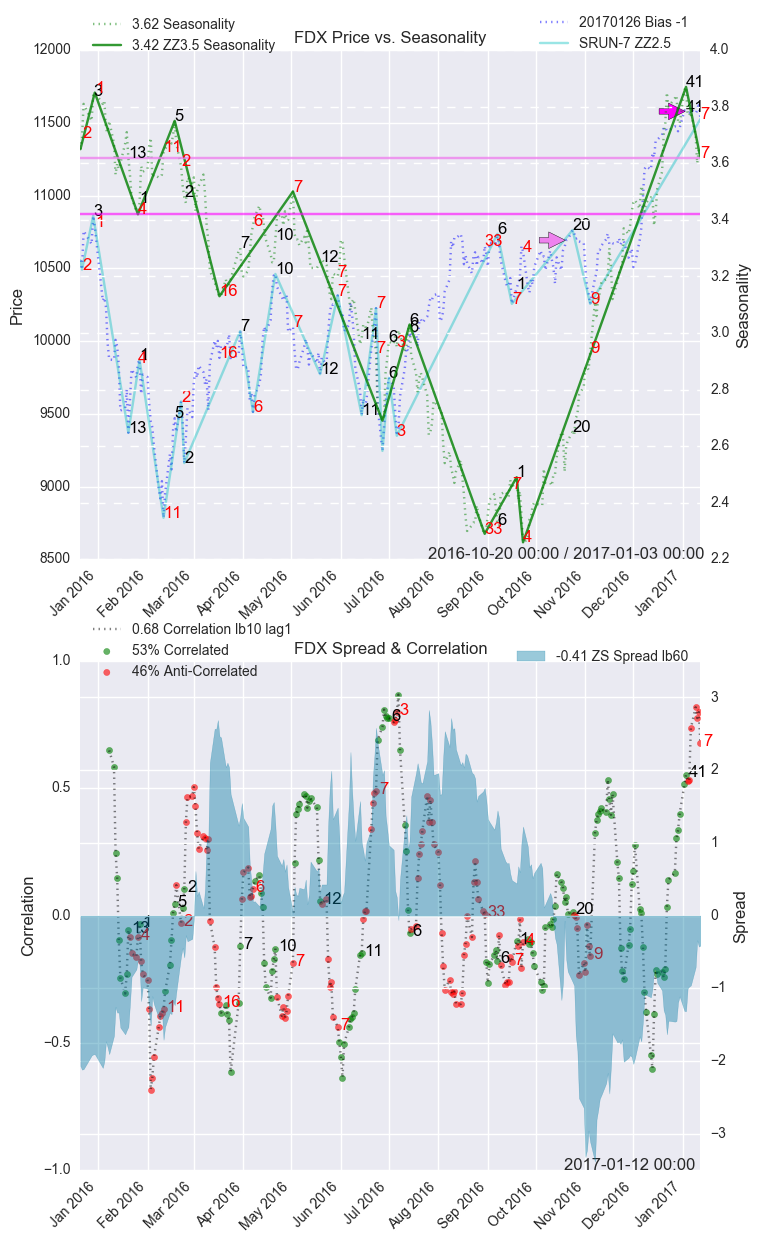 3.62 Seasonality
3.42 ZZ3.5 Seasonality
FDX Price vs. Seasonality
20170126 Bias -1
SRUN-7 ZZ2.5
12000
11500
11000
10500
10000
9500
9000
8500
Price
4.0
3.8
3.6
3.4
3.2
3.0
2.8
2.6
2.4
2.2
Seasonality
2016-10-20 00:00 / 2017-01-03 00:00
Jan 2016
Feb 2016
Mar 2016
Apr 2016
May 2016
Jun 2016
Jul 2016
Aug 2016
Sep 2016
Oct 2016
Nov 2016
Dec 2016
Jan 2017
0.68 Correlation lb10 lag1
53% Correlated
46% Anti-Correlated
FDX Spread & Correlation
-0.41 ZS Spread lb60
1.0
0.5
0.0
−0.5
−1.0
Correlation
3
2
1
0
−1
−2
−3
Spread
2017-01-12 00:00
Jan 2016
Feb 2016
Mar 2016
Apr 2016
May 2016
Jun 2016
Jul 2016
Aug 2016
Sep 2016
Oct 2016
Nov 2016
Dec 2016
Jan 2017